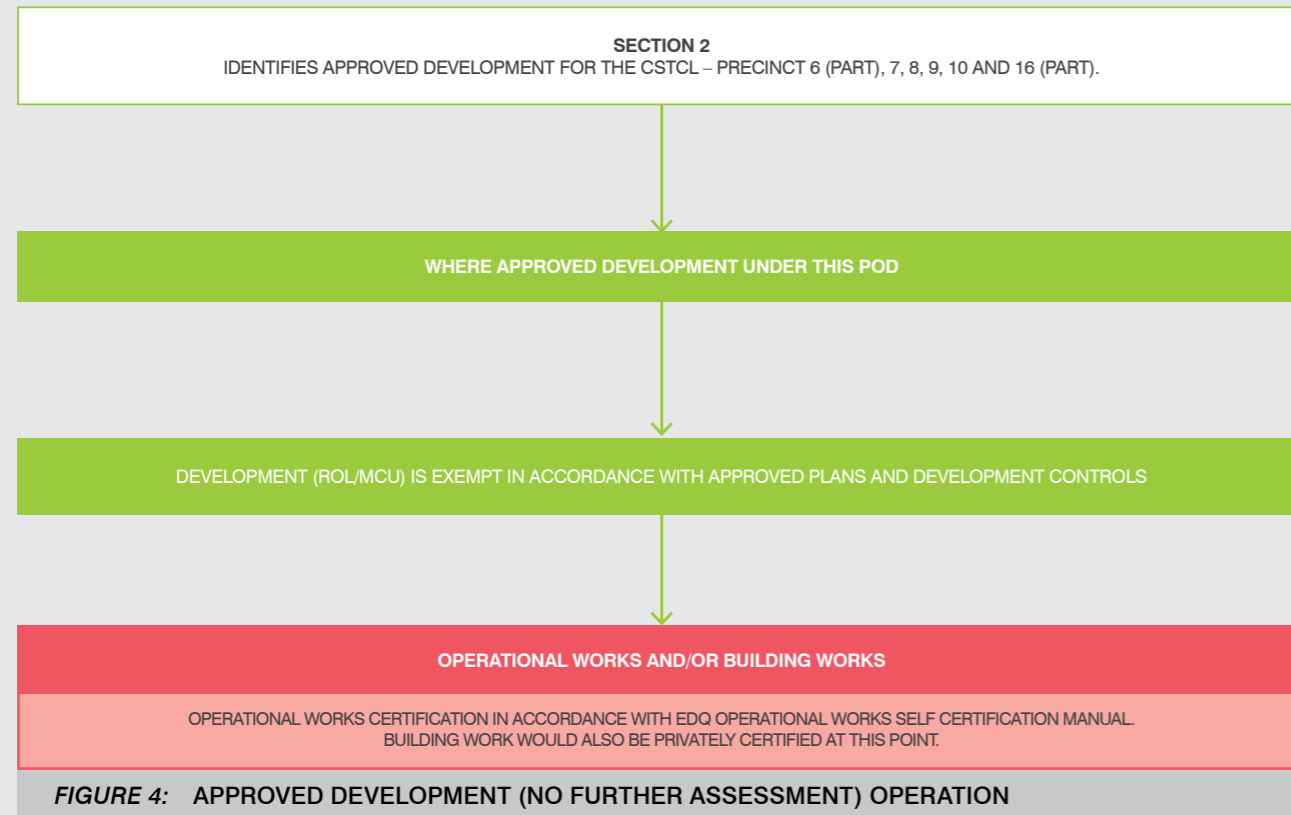 SECTION 2
IDENTIFIES APPROVED DEVELOPMENT FOR THE CSTCL – PRECINCT 6 (PART), 7, 8, 9, 10 AND 16 (PART).
WHERE APPROVED DEVELOPMENT UNDER THIS POD
DEVELOPMENT (ROL/MCU) IS EXEMPT IN ACCORDANCE WITH APPROVED PLANS AND DEVELOPMENT CONTROLS
OPERATIONAL WORKS AND/OR BUILDING WORKS
OPERATIONAL WORKS CERTIFICATION IN ACCORDANCE WITH EDQ OPERATIONAL WORKS SELF CERTIFICATION MANUAL.
BUILDING WORK WOULD ALSO BE PRIVATELY CERTIFIED AT THIS POINT.
FIGURE 4: APPROVED DEVELOPMENT (NO FURTHER ASSESSMENT) OPERATION